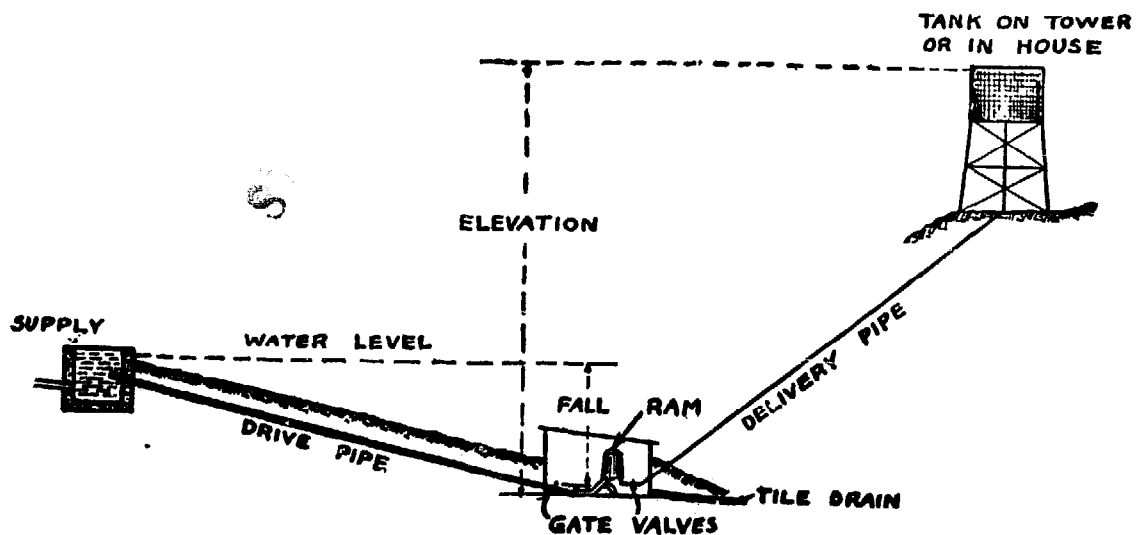 TANK ON TOWER
OR IN HOUSE
ELEVATION
SUPPLY
WATER LEVEL
FALL
RAM
DELIVERY PIPE
DRIVE PIPE
TILE DRAIN
GATE VALVES